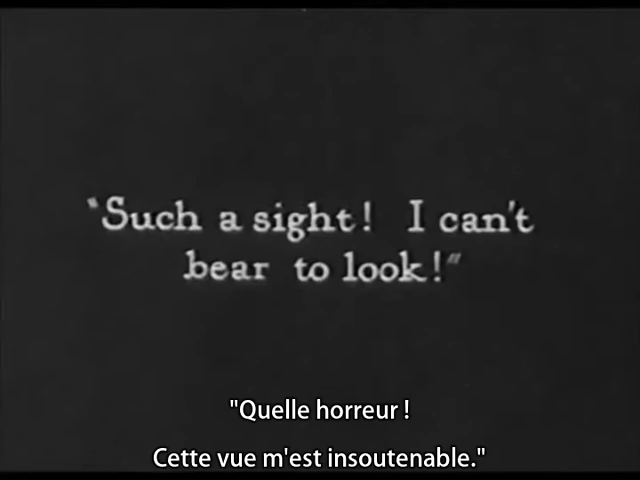 "Such a sight! I can't
bear to look!"
"Quelle horreur !
Cette vue m'est insoutenable."